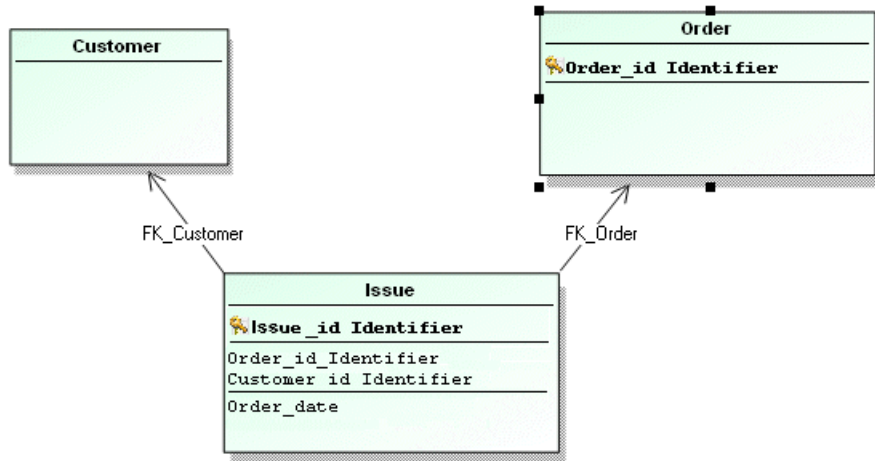 Customer
Order
Order_id Identifier
FK_Customer
FK_Order
Issue
Issue_id Identifier
Order_id_Identifier
Customer id Identifier
Order_date